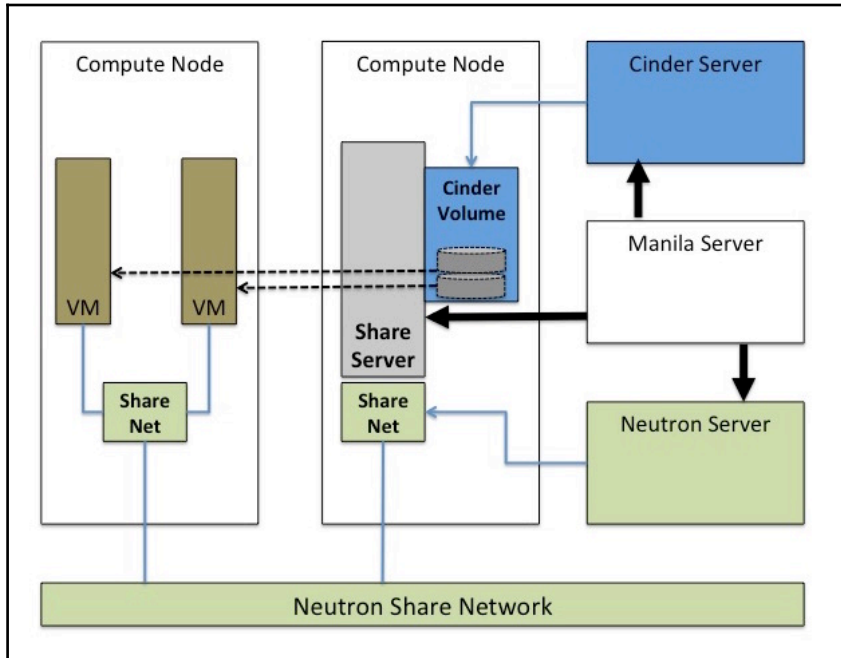 Compute Node
Compute Node
Cinder Server
Cinder
Volume
Manila Server
VM
VM
Share
Server
Share
Net
Share
Net
Neutron Server
Neutron Share Network